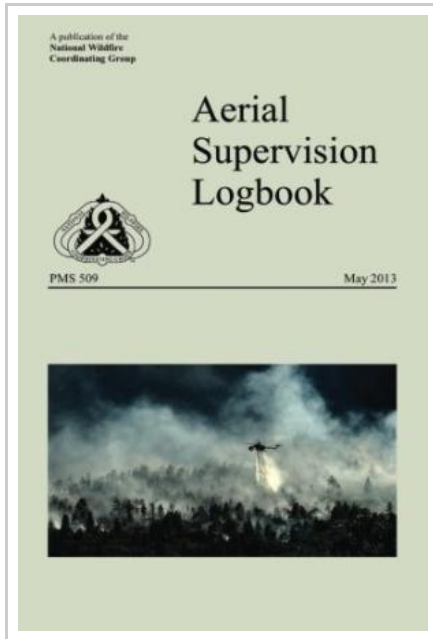 A publication of the
National Wildfire
Coordinating Group
Aerial
Supervision
Logbook
PMS 509
May 2013